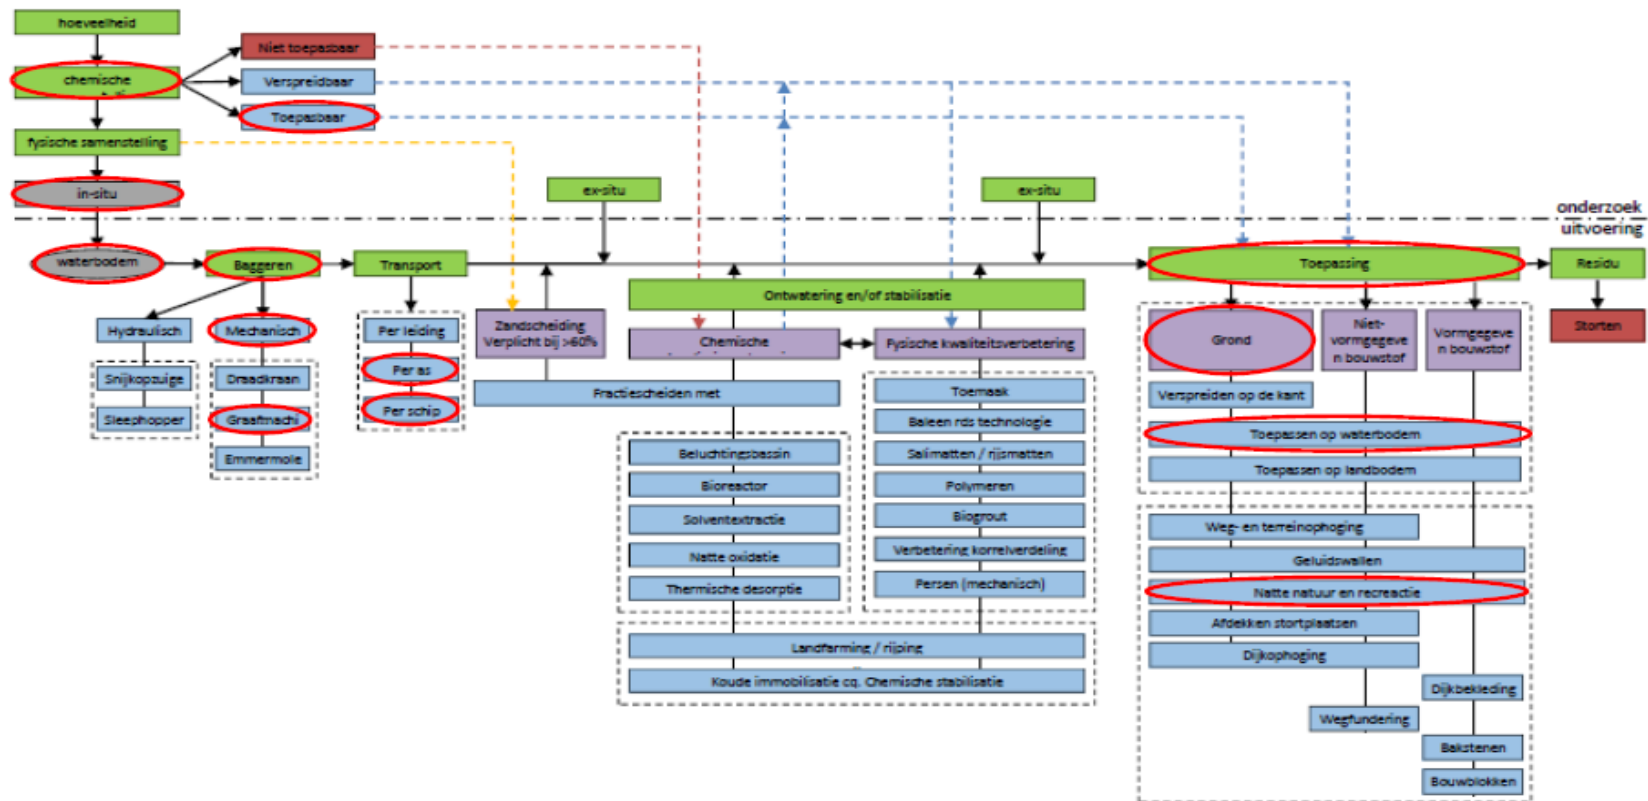 hoeveelheid
chemische
Niet toepasbaar
Verspreidbaar
Toepasbaar
fysische samenstelling
in-situ
ex-situ
ex-situ
onderzoek
uitvoering
waterbodem
Baggeren
Transport
Toepassing
Residu
Ontwatering en/of stabilisatie
Hydraulisch
Mechanisch
Per leiding
Zandscheiding
Verplicht bij >60%
Chemische
Fysische kwaliteitsverbetering
Grond
Niet-
vormgegeve
n bouwstof
Vormgegeve
n bouwstof
Storten
Snijkopzuige
Draadkraan
Per as
Fractiescheiden met
Toemaak
Verspreiden op de kant
Sleephopper
Graafmachi
Per schip
Baleen rds technologie
Toepassen op waterbodem
Emmermole
Beluchtingsbassin
Salimatten / rijsmatten
Toepassen op landbodem
Bioreactor
Polymeren
Solventextractie
Biogrout
Weg- en terreinophoging
Natte oxidatie
Verbetering korrelverdeling
Geluidswallen
Thermische desorptie
Persen (mechanisch)
Natte natuur en recreactie
Afdekken stortplaatsen
Landfarming / rijping
Dijkophoging
Koude immobilisatie cq. Chemische stabilisatie
Dijkbekleding
Wegfundering
Bakstenen
Bouwblokken